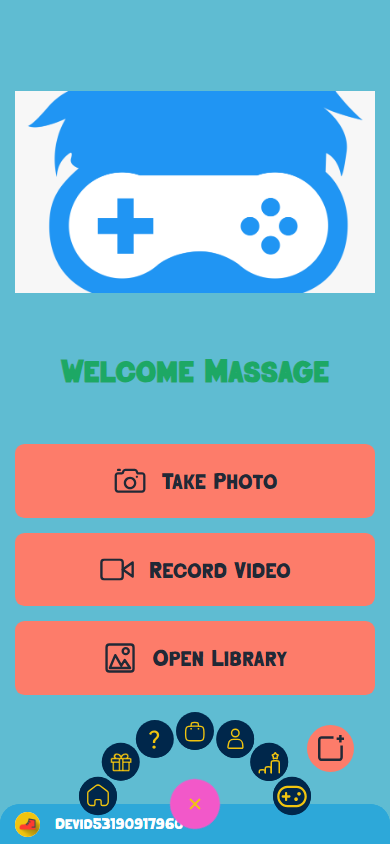 Welcome Massage
Take Photo
Record Video
Open Library
?
Devid53190917960